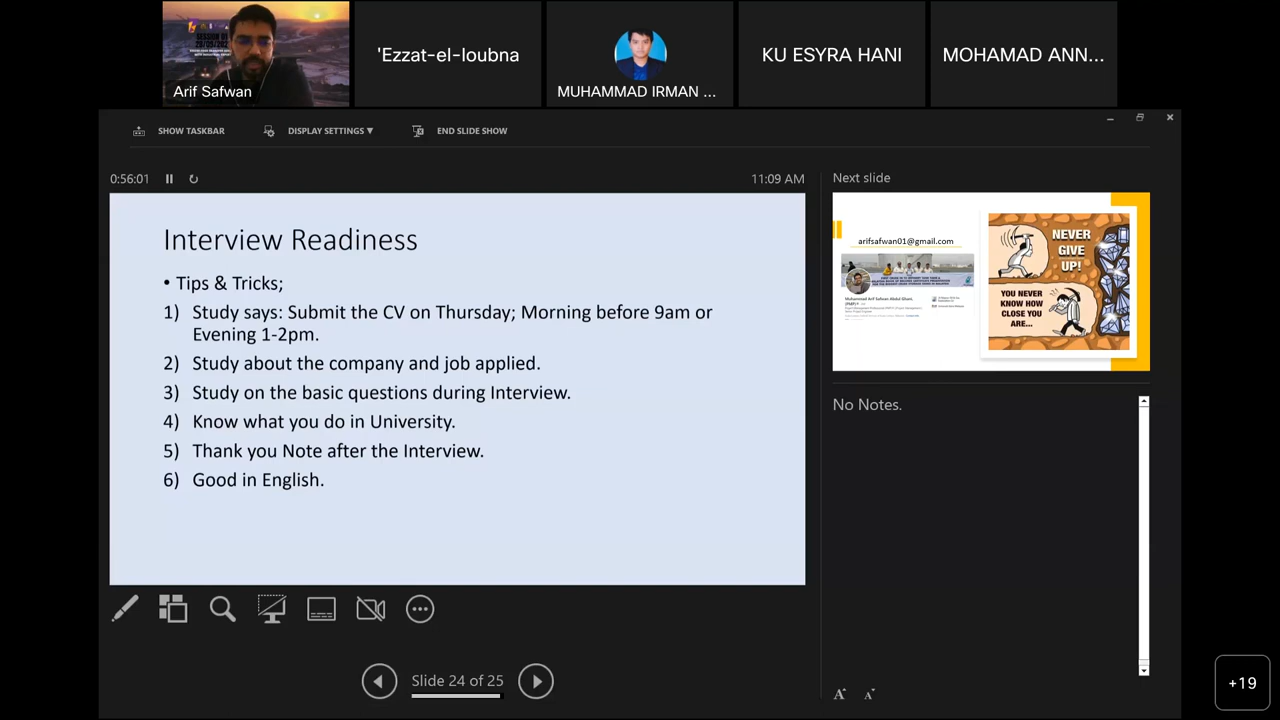 Arif Safwan
'Ezzat-el-loubna
MUHAMMAD IRMAN ...
KU ESYRA HANI
MOHAMAD ANN...
SHOW TASKBAR
DISPLAY SETTINGS ▼
END SLIDE SHOW
0:56:01
11:09 AM
Interview Readiness
• Tips & Tricks;
1) Study says: Submit the CV on Thursday, Morning before 9am or
Evening 1-2pm.
2) Study about the company and job applied.
3) Study on the basic questions during Interview.
4) Know what you do in University.
5) Thank you Note after the Interview.
6) Good in English.
Slide 24 of 25
Next slide
arifsafwan01@gmail.com
NEVER
GIVE
UP!
YOU NEVER
KNOW HOW
CLOSE YOU
ARE...
No Notes.
A A
+19